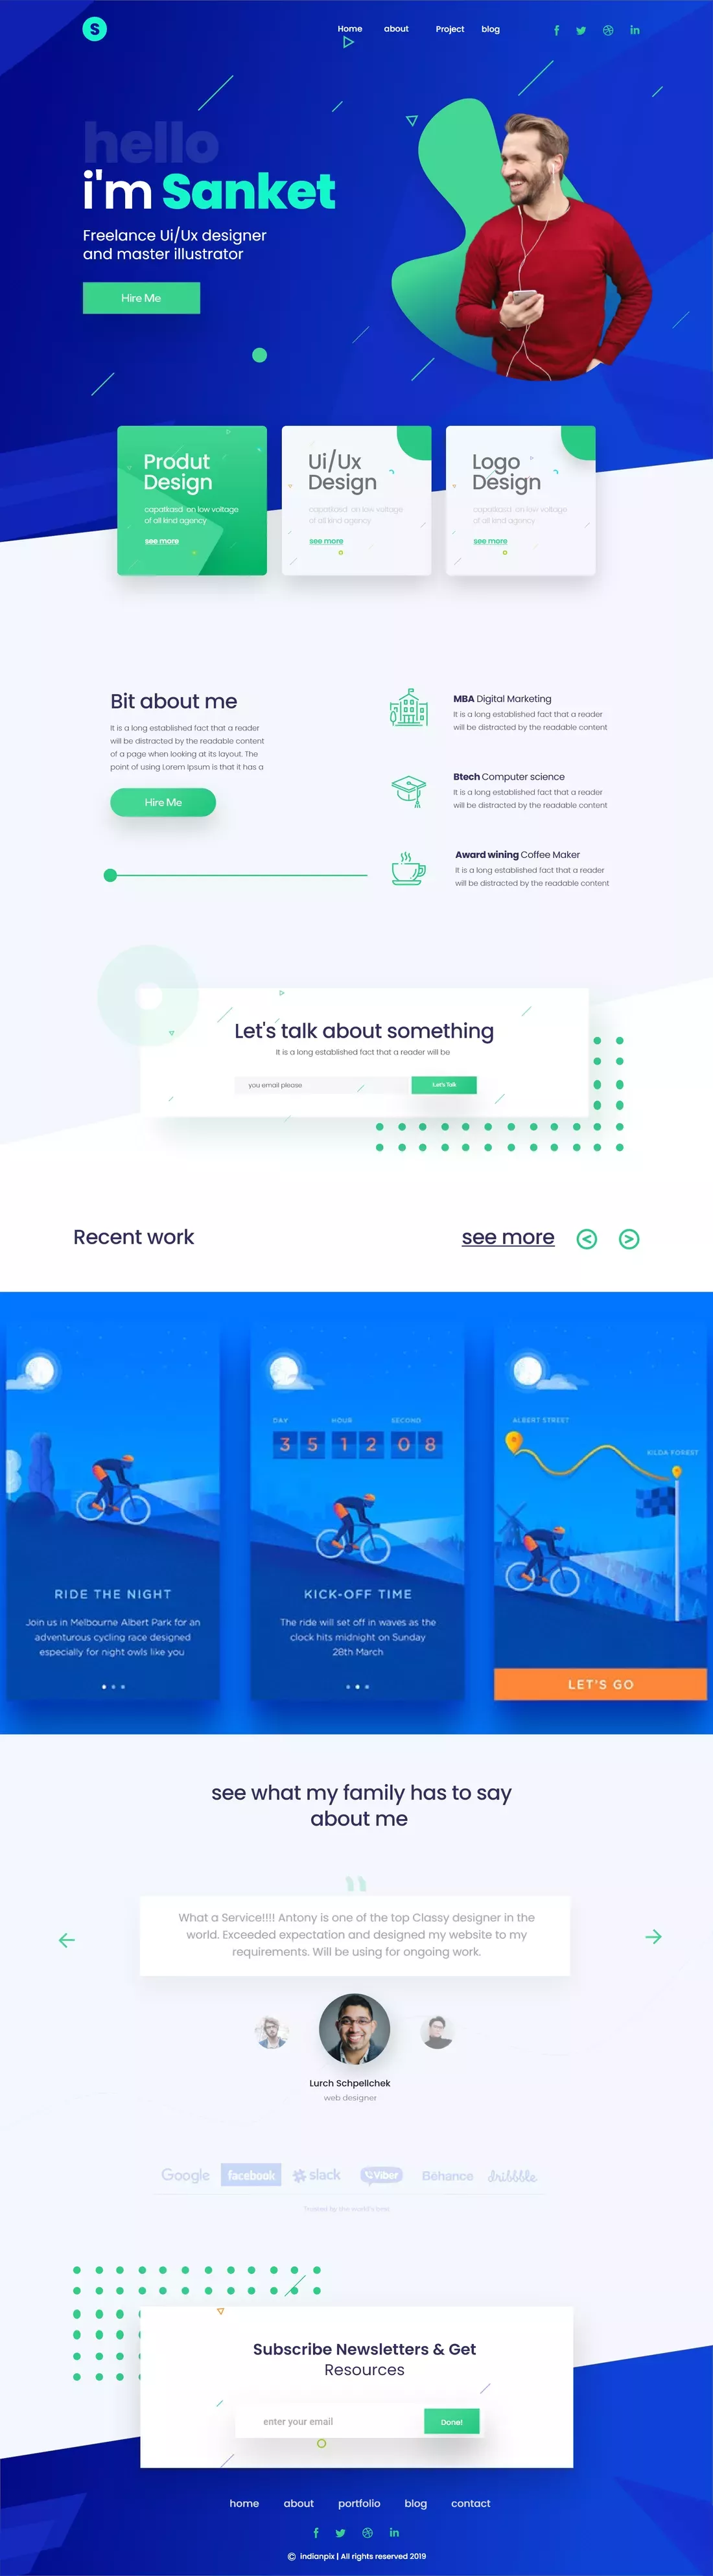 S
Home about Project blog
hello
i'm Sanket
Freelance Ui/Ux designer
and master illustrator
Hire Me
Produt
Design
capatkasd on low voltage
of all kind agency
see more
Ui/Ux
Design
capatkasd on low voltage
of all kind agency
see more
Logo
Design
capatkasd on low voltage
of all kind agency
see more
Bit about me
It is a long established fact that a reader
will be distracted by the readable content
of a page when looking at its layout. The
point of using Lorem Ipsum is that it has a
Hire Me
MBA Digital Marketing
It is a long established fact that a reader
will be distracted by the readable content
Btech Computer science
It is a long established fact that a reader
will be distracted by the readable content
Award wining Coffee Maker
It is a long established fact that a reader
will be distracted by the readable content
Let's talk about something
It is a long established fact that a reader will be
you email please
Let's Talk
Recent work
see more
RIDE THE NIGHT
Join us in Melbourne Albert Park for an
adventurous cycling race designed
especially for night owls like you
DAY HOUR SECOND
3 5 1 2 0 8
KICK-OFF TIME
The ride will set off in waves as the
clock hits midnight on Sunday
28th March
ALBERT STREET
KILDA FOREST
LET'S GO
see what my family has to say
about me
What a Service!!!! Antony is one of the top Classy designer in the
world. Exceeded expectation and designed my website to my
requirements. Will be using for ongoing work.
Lurch Schpellchek
web designer
Google facebook slack Viber Béhance dribbble
Subscribe Newsletters & Get
Resources
enter your email
Done!
home about portfolio blog contact
© indianpix | All rights reserved 2019